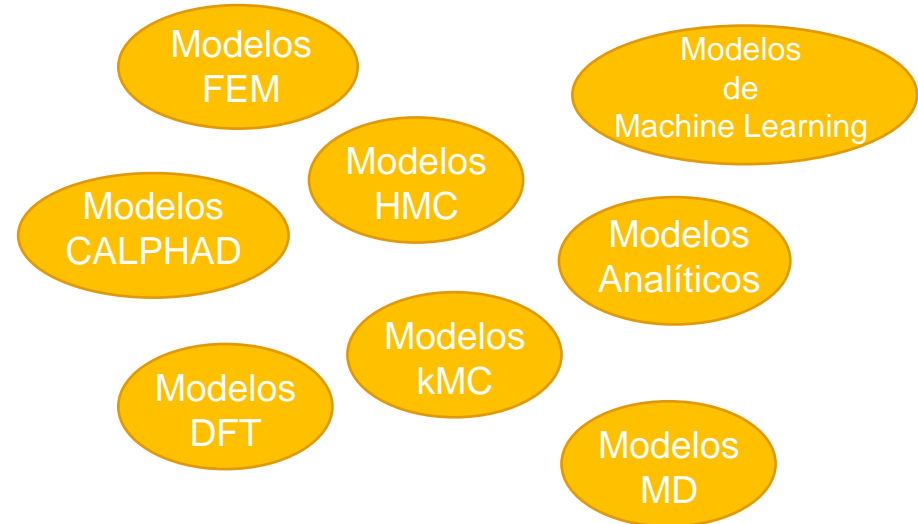 Modelos
FEM
Modelos
de
Machine Learning
Modelos
HMC
Modelos
CALPHAD
Modelos
Analíticos
Modelos
kMC
Modelos
DFT
Modelos
MD